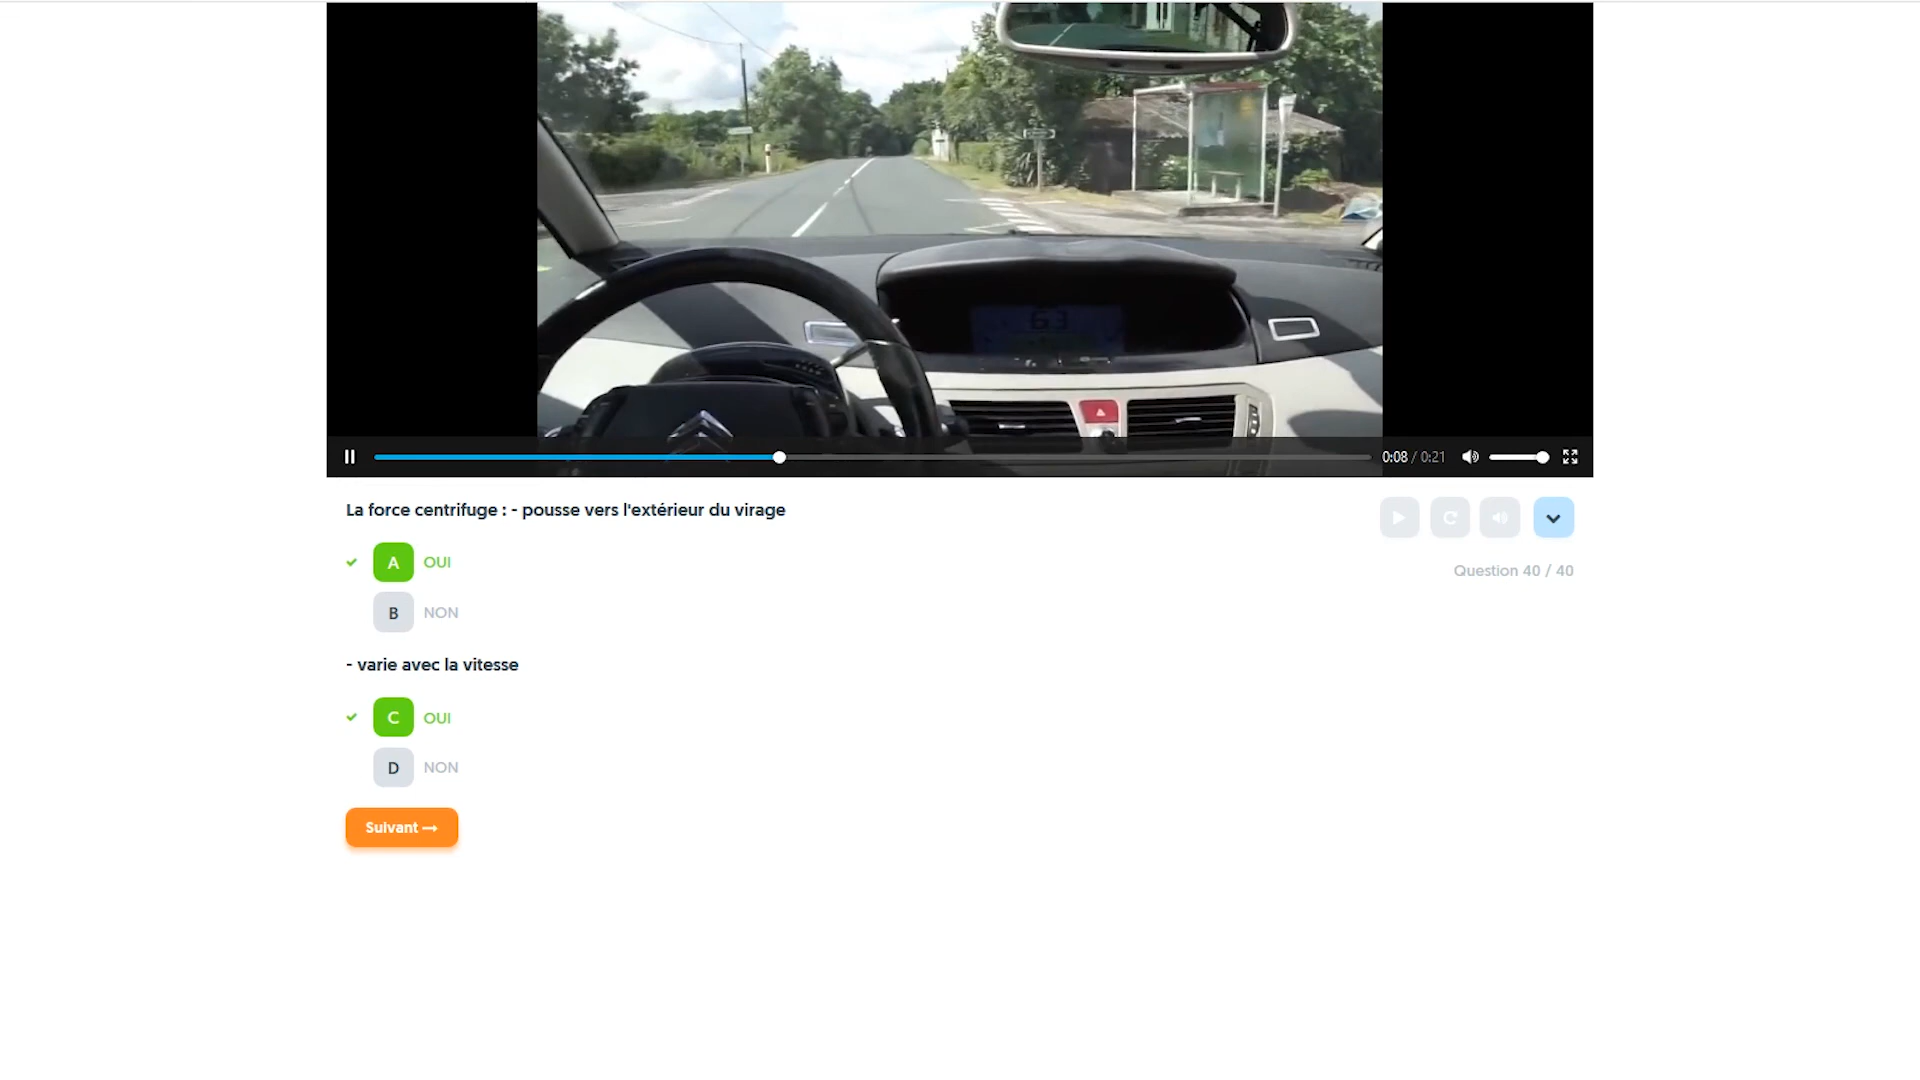 63
0:08 / 0:21
La force centrifuge : - pousse vers l'extérieur du virage
A OUI
Question 40 / 40
B NON
- varie avec la vitesse
C OUI
D NON
Suivant →